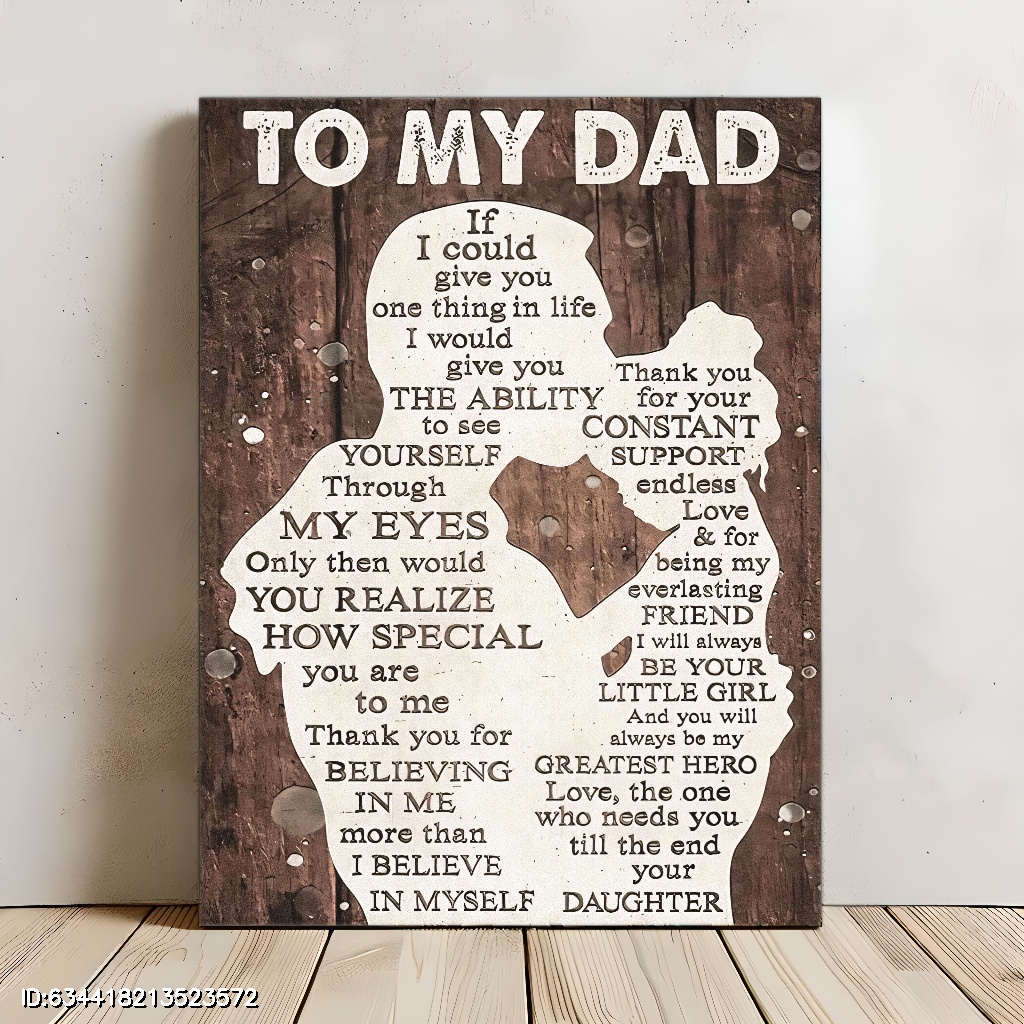 TO MY DAD
If
I could
give you
one thing in life
I would
give you
THE ABILITY
to see
YOURSELF
Through
MY EYES
Only then would
YOU REALIZE
HOW SPECIAL
you are
to me
Thank you for
BELIEVING
IN ME
more than
I BELIEVE
IN MYSELF
Thank you
for your
CONSTANT
SUPPORT
endless
Love
& for
being my
everlasting
FRIEND
I will always
BE YOUR
LITTLE GIRL
And you will
always be my
GREATEST HERO
Love, the one
who needs you
till the end
your
DAUGHTER
ID:634418213523572